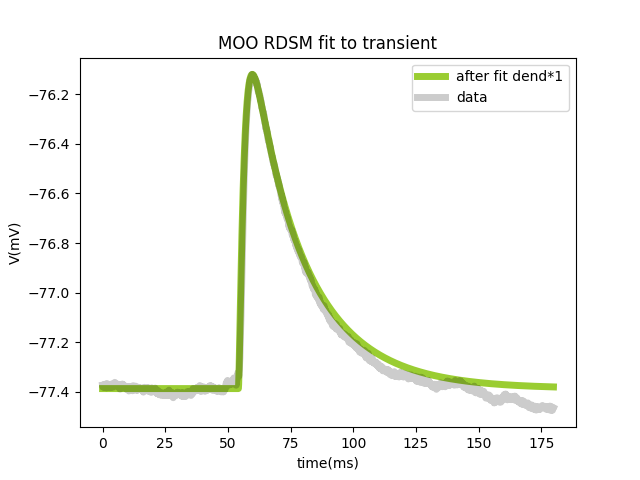 MOO RDSM fit to transient
after fit dend*1
data
V(mV)
−76.2
−76.4
−76.6
−76.8
−77.0
−77.2
−77.4
0 25 50 75 100 125 150 175
time(ms)